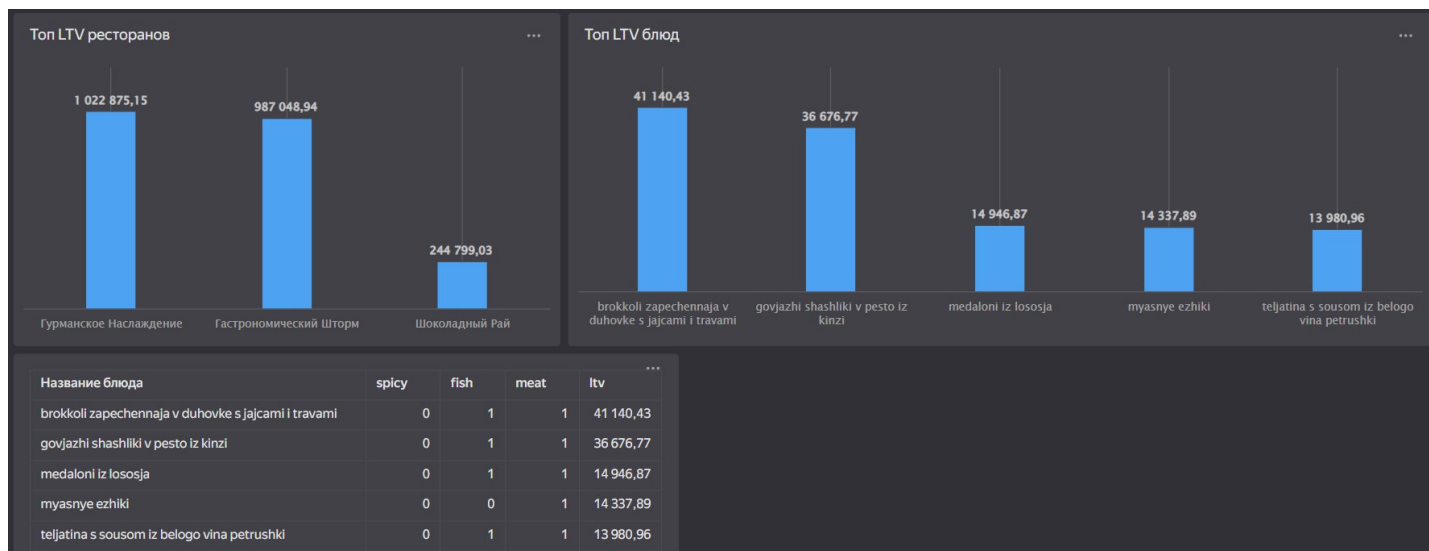 Топ LTV ресторанов
...
1 022 875,15
987 048,94
244 799,03
Гурманское Наслаждение Гастрономический Шторм Шоколадный Рай
Топ LTV блюд
...
41 140,43
36 676,77
14 946,87
14 337,89
13 980,96
brokkoli zapechennaja v
duhovke s jajcami i travami
govjazhi shashliki v pesto iz
kinzi
medaloni iz lososja
myasnye ezhiki
teljatina s sousom iz belogo
vina petrushki
...
Название блюда spicy fish meat ltv
brokkoli zapechennaja v duhovke s jajcami i travami 0 1 1 41 140,43
govjazhi shashliki v pesto iz kinzi 0 1 1 36 676,77
medaloni iz lososja 0 1 1 14 946,87
myasnye ezhiki 0 0 1 14 337,89
teljatina s sousom iz belogo vina petrushki 0 1 1 13 980,96